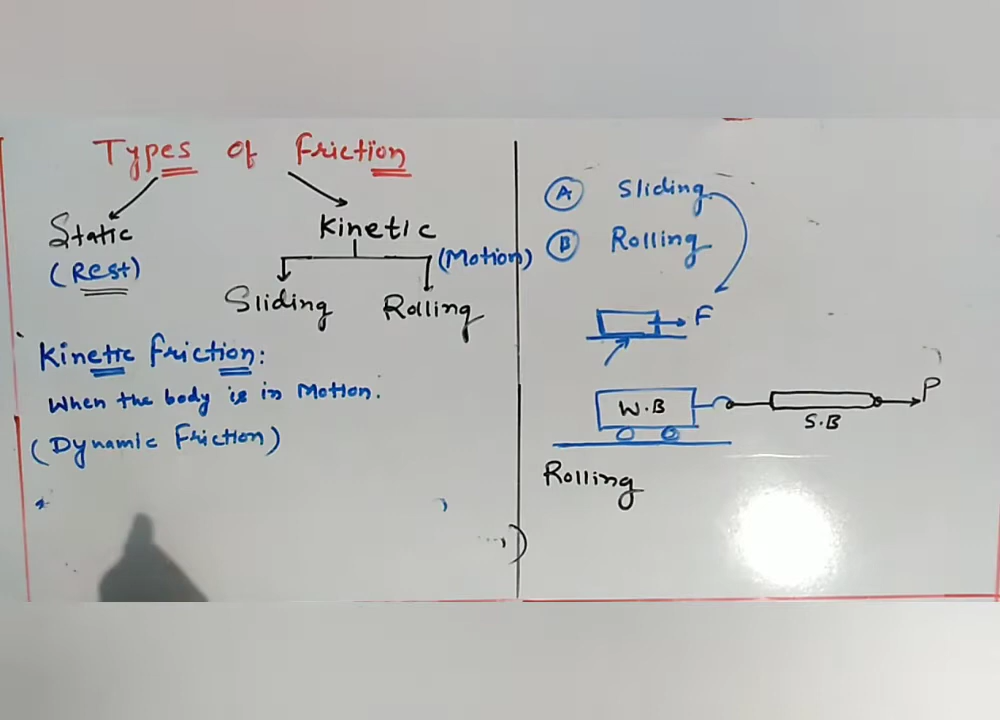 Types of friction
Static
(Rest)
Kinetic
(Motion)
Sliding
Rolling
Kinetic friction:
When the body is in Motion.
(Dynamic Friction)
A Sliding
B Rolling
F
W.B
S.B
P
Rolling